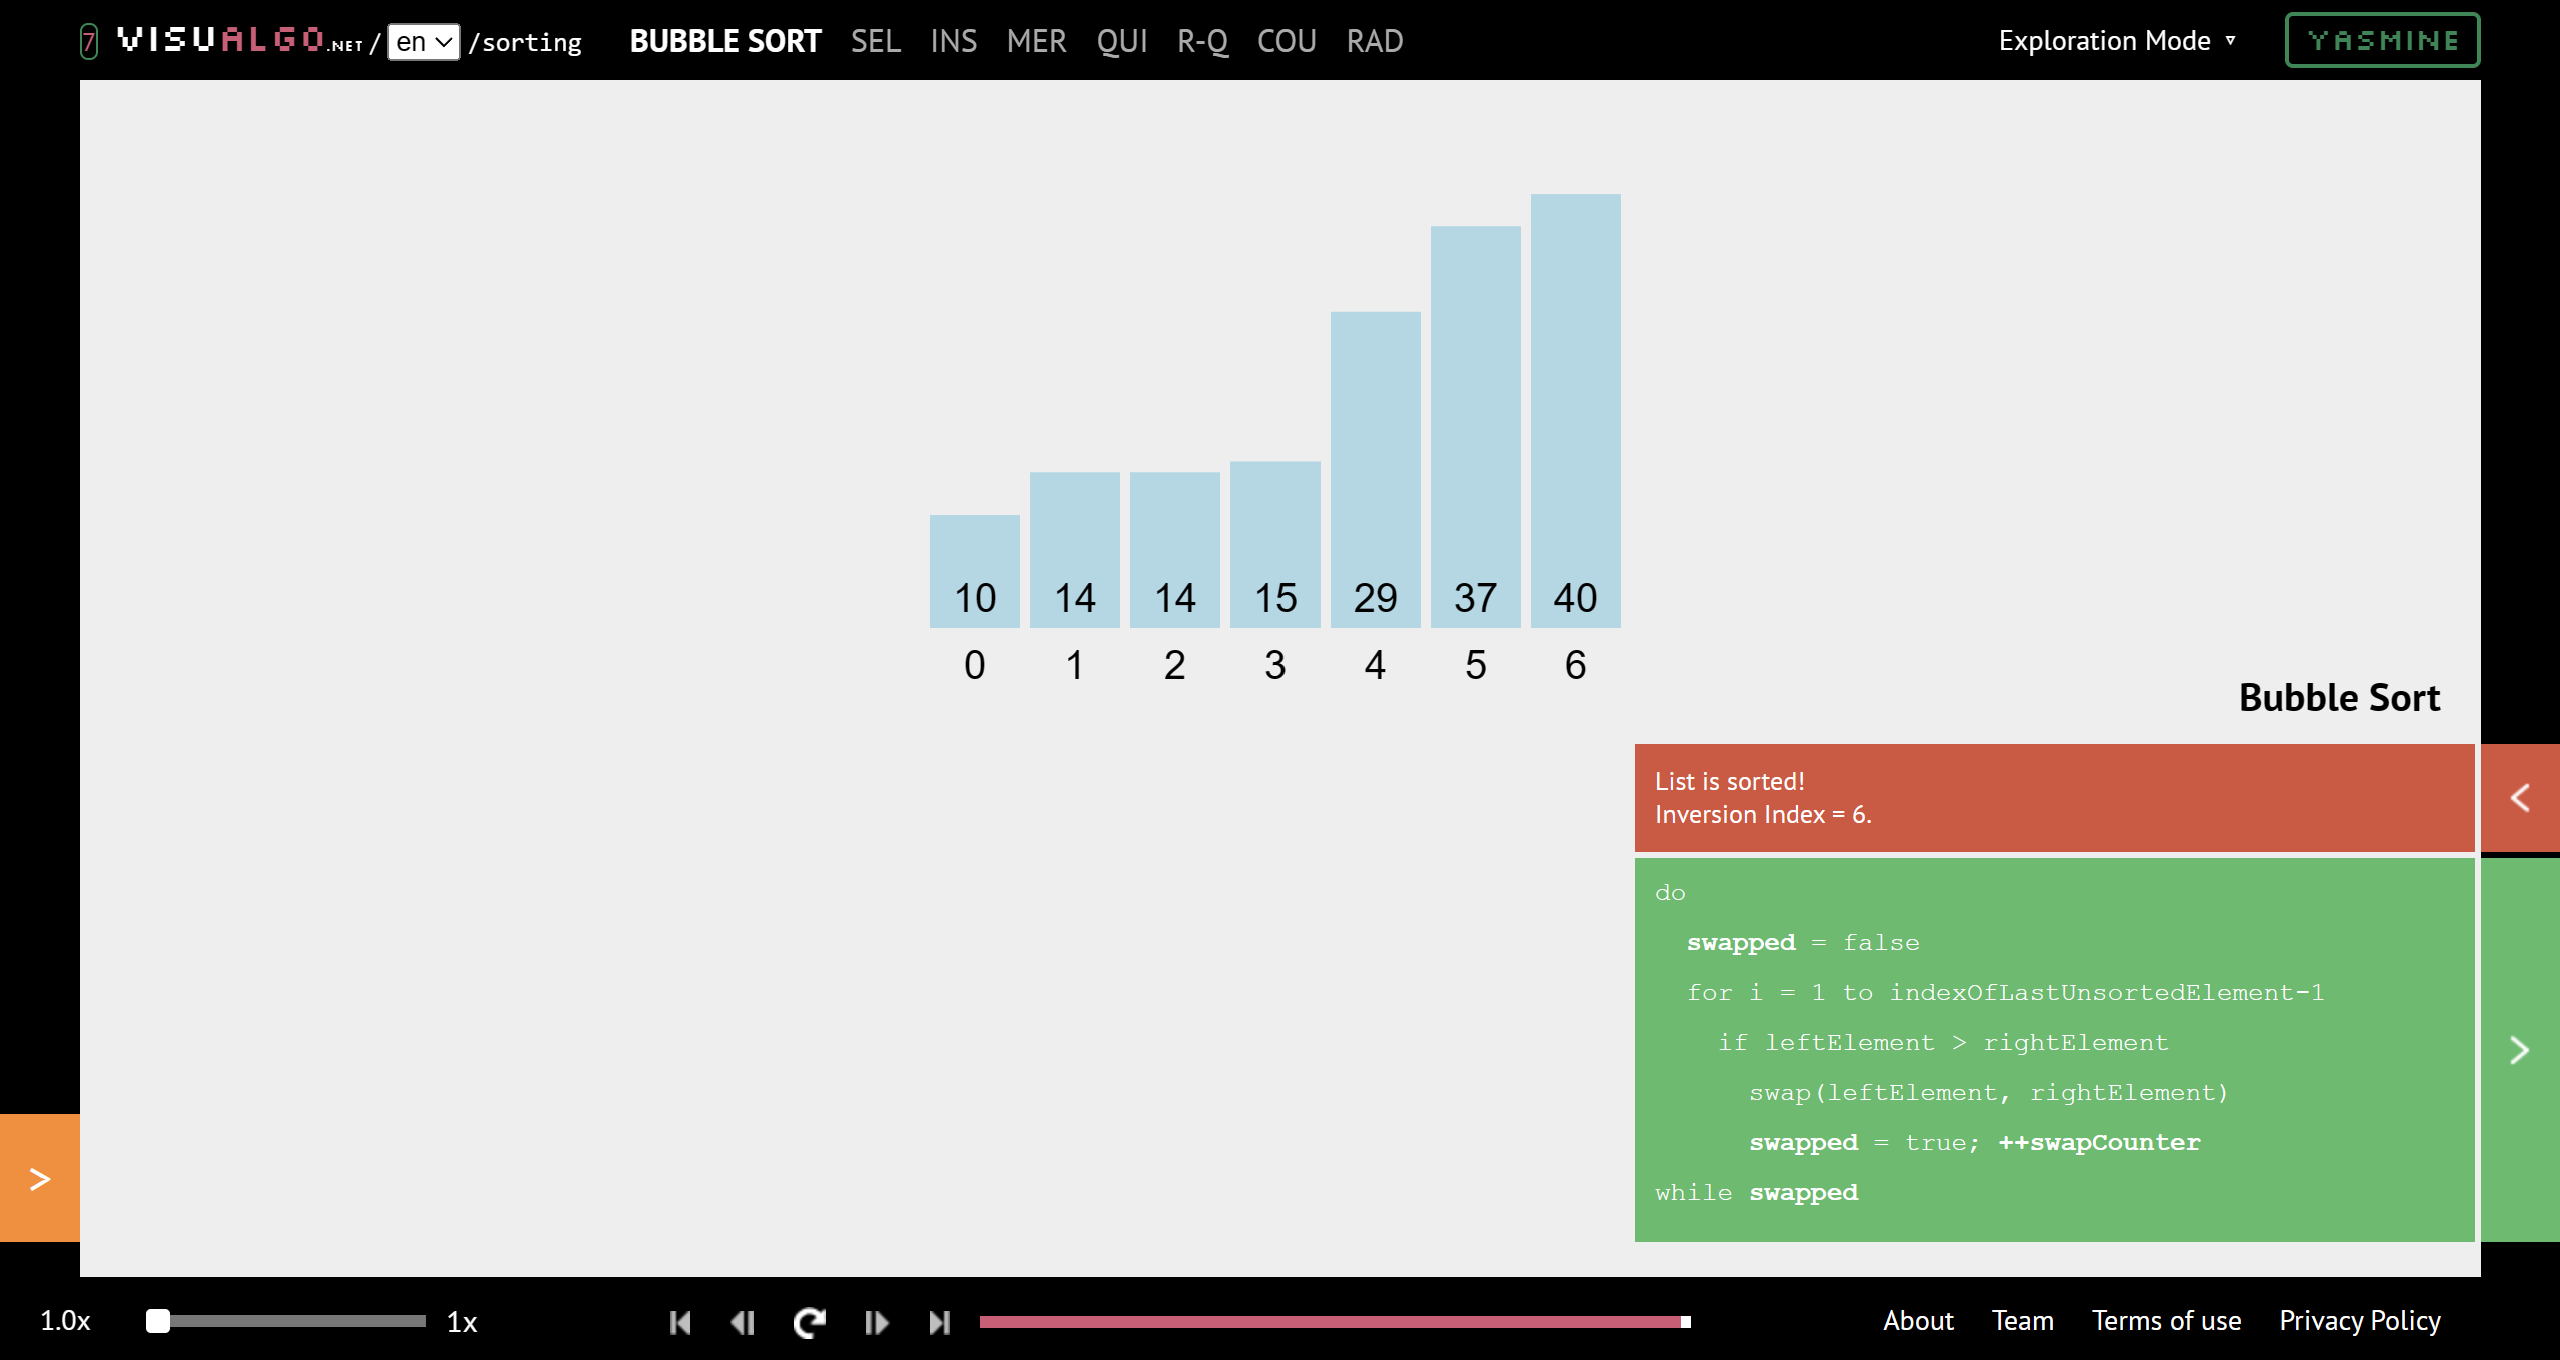 7 VISUALGO.NET / en /sorting BUBBLE SORT SEL INS MER QUI R-Q COU RAD Exploration Mode ▿ YASMINE
10 14 14 15 29 37 40
0 1 2 3 4 5 6
Bubble Sort
List is sorted!
Inversion Index = 6.
do
swapped = false
for i = 1 to indexOfLastUnsortedElement-1
if leftElement > rightElement
swap(leftElement, rightElement)
swapped = true; ++swapCounter
while swapped
1.0x 1x About Team Terms of use Privacy Policy